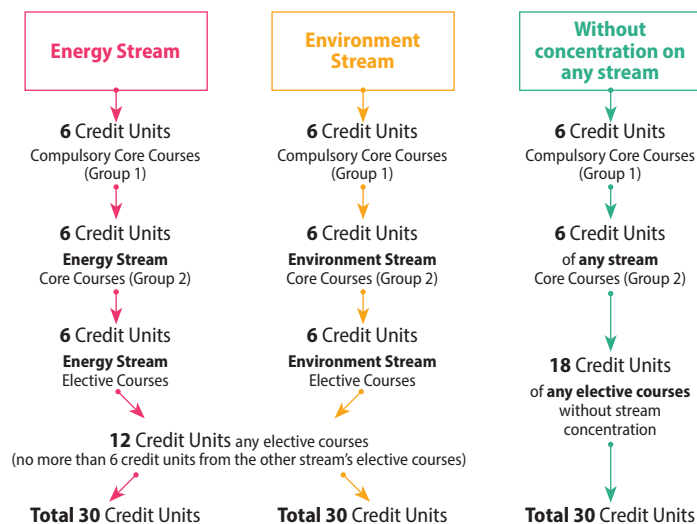 Energy Stream
6 Credit Units
Compulsory Core Courses
(Group 1)
6 Credit Units
Energy Stream
Core Courses (Group 2)
6 Credit Units
Energy Stream
Elective Courses
Environment
Stream
6 Credit Units
Compulsory Core Courses
(Group 1)
6 Credit Units
Environment Stream
Core Courses (Group 2)
6 Credit Units
Environment Stream
Elective Courses
12 Credit Units any elective courses
(no more than 6 credit units from the other stream's elective courses)
Total 30 Credit Units
Total 30 Credit Units
Without
concentration on
any stream
6 Credit Units
Compulsory Core Courses
(Group 1)
6 Credit Units
of any stream
Core Courses (Group 2)
18 Credit Units
of any elective courses
without stream
concentration
Total 30 Credit Units